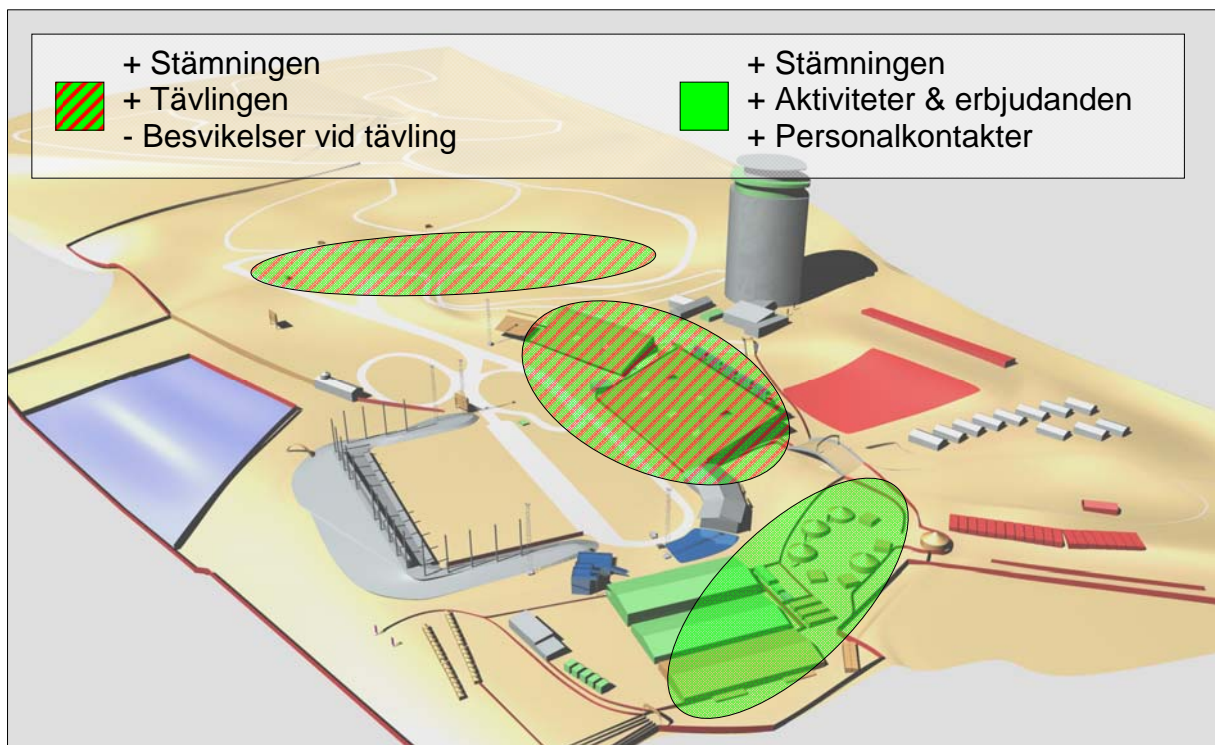 + Stämningen
+ Tävlingen
- Besvikelser vid tävling
+ Stämningen
+ Aktiviteter & erbjudanden
+ Personalkontakter